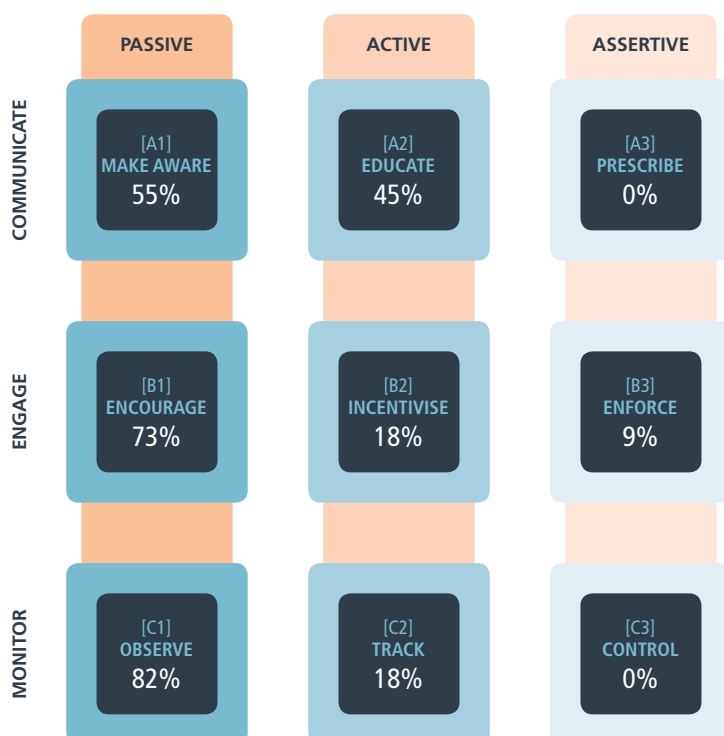 PASSIVE
ACTIVE
ASSERTIVE
COMMUNICATE
[A1]
MAKE AWARE
55%
[A2]
EDUCATE
45%
[A3]
PRESCRIBE
0%
ENGAGE
[B1]
ENCOURAGE
73%
[B2]
INCENTIVISE
18%
[B3]
ENFORCE
9%
MONITOR
[C1]
OBSERVE
82%
[C2]
TRACK
18%
[C3]
CONTROL
0%